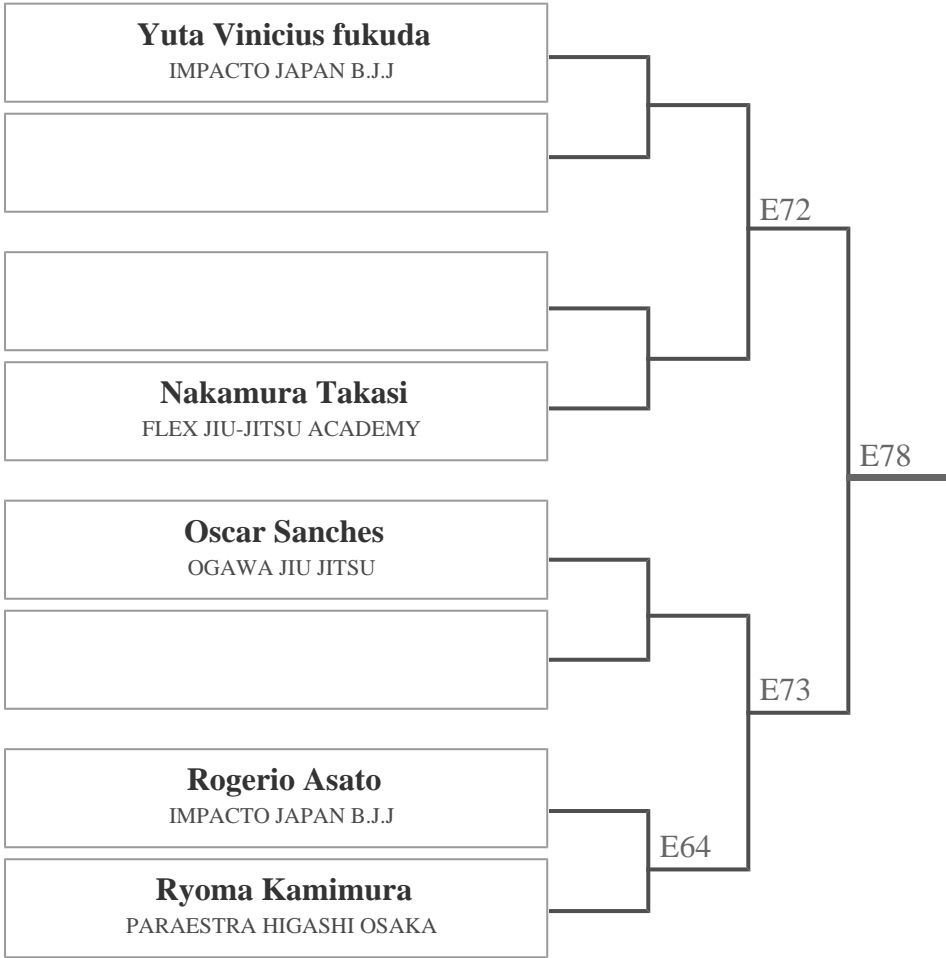 Yuta Vinicius fukuda
IMPACTO JAPAN B.J.J
E72
Nakamura Takasi
FLEX JIU-JITSU ACADEMY
E78
Oscar Sanches
OGAWA JIU JITSU
E73
Rogerio Asato
IMPACTO JAPAN B.J.J
E64
Ryoma Kamimura
PARAESTRA HIGASHI OSAKA